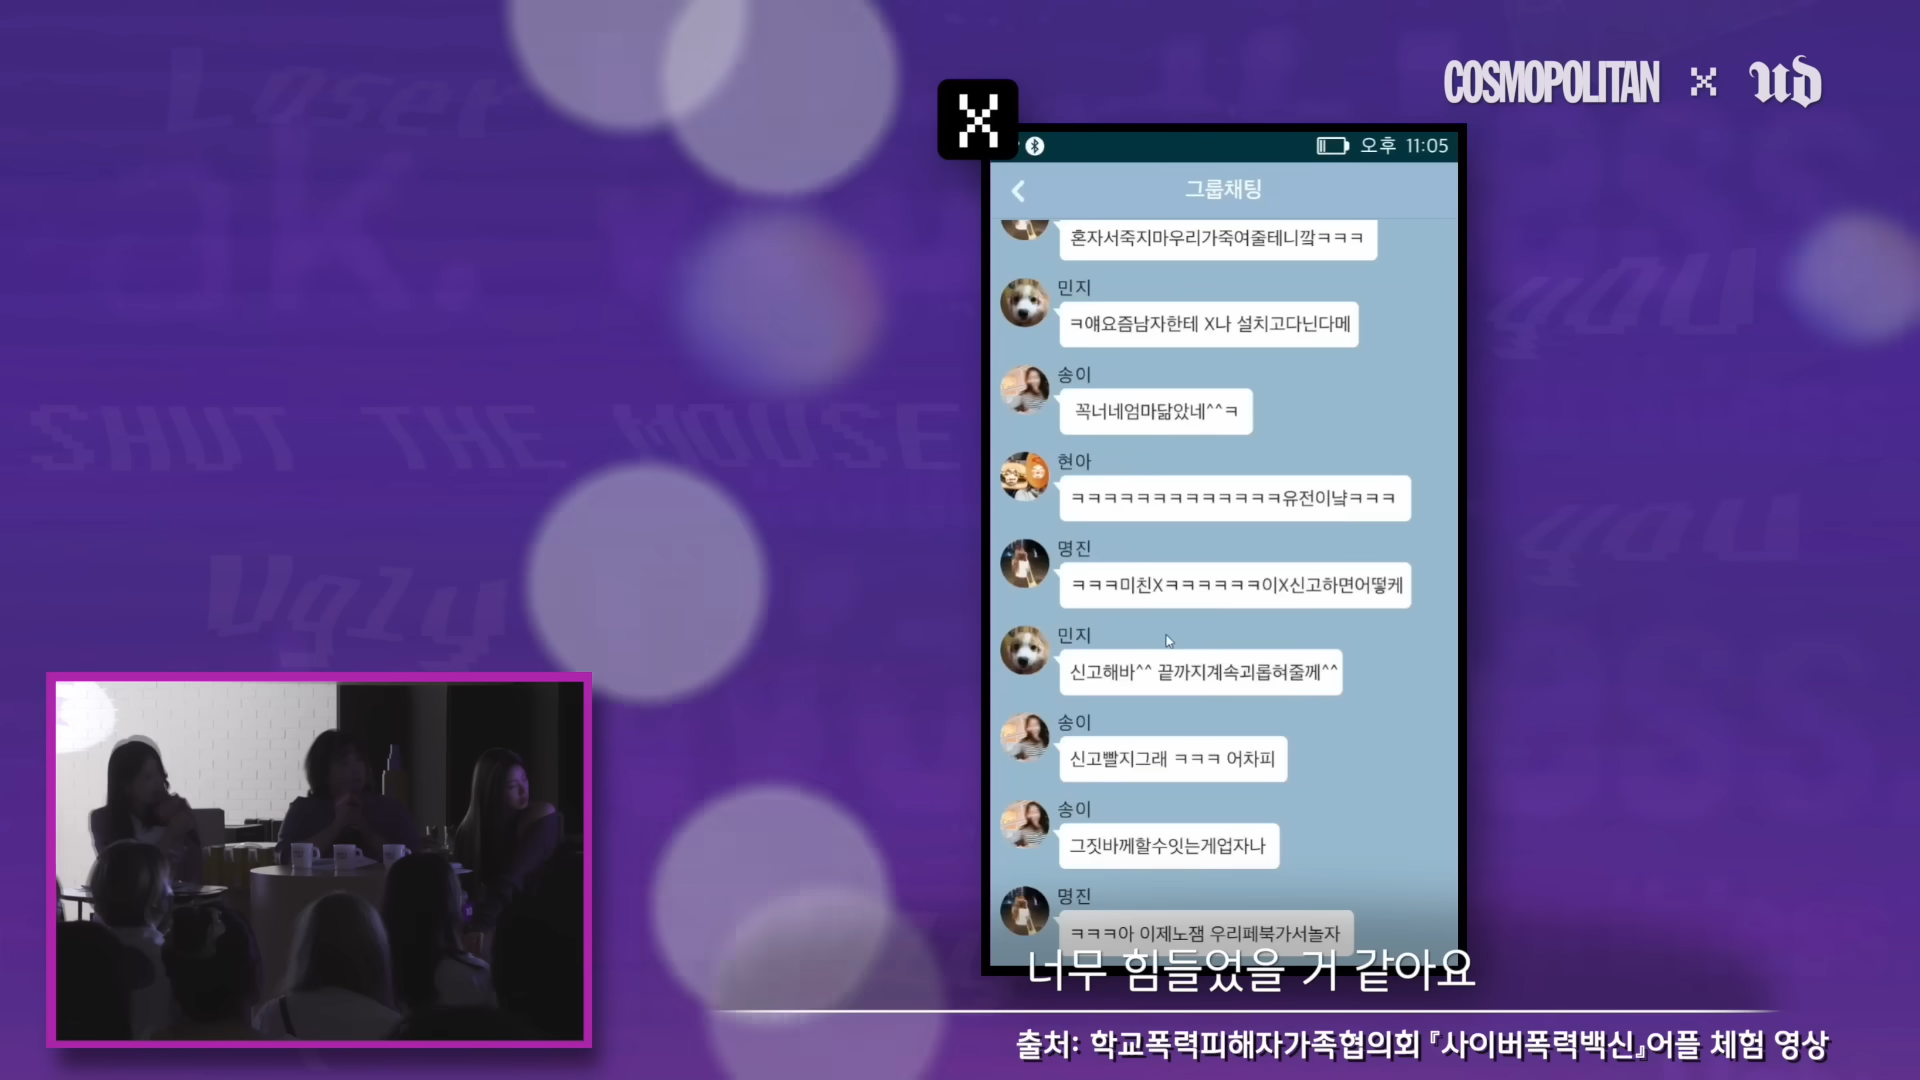 Loser
ak.
SHUT THE MOUSE
Ugly
you
you
COSMOPOLITAN X ud
오후 11:05
그룹채팅
혼자서죽지마우리가죽여줄테니깤ㅋㅋㅋ
민지
ㅋ얘요즘남자한테 X나 설치고다닌다메
송이
꼭너네엄마닮았네^^ㅋ
현아
ㅋㅋㅋㅋㅋㅋㅋㅋㅋㅋㅋㅋㅋ유전이냨ㅋㅋㅋ
명진
ㅋㅋㅋ미친Xㅋㅋㅋㅋㅋㅋ이X신고하면어떻케
민지
신고해바^^ 끝까지계속괴롭혀줄께^^
송이
신고빨지그래 ㅋㅋㅋ 어차피
송이
그짓바께할수잇는게업자나
명진
ㅋㅋㅋ아 이제노잼 우리페북가서놀자
너무 힘들었을 거 같아요
출처: 학교폭력피해자가족협의회『사이버폭력백신』어플 체험 영상